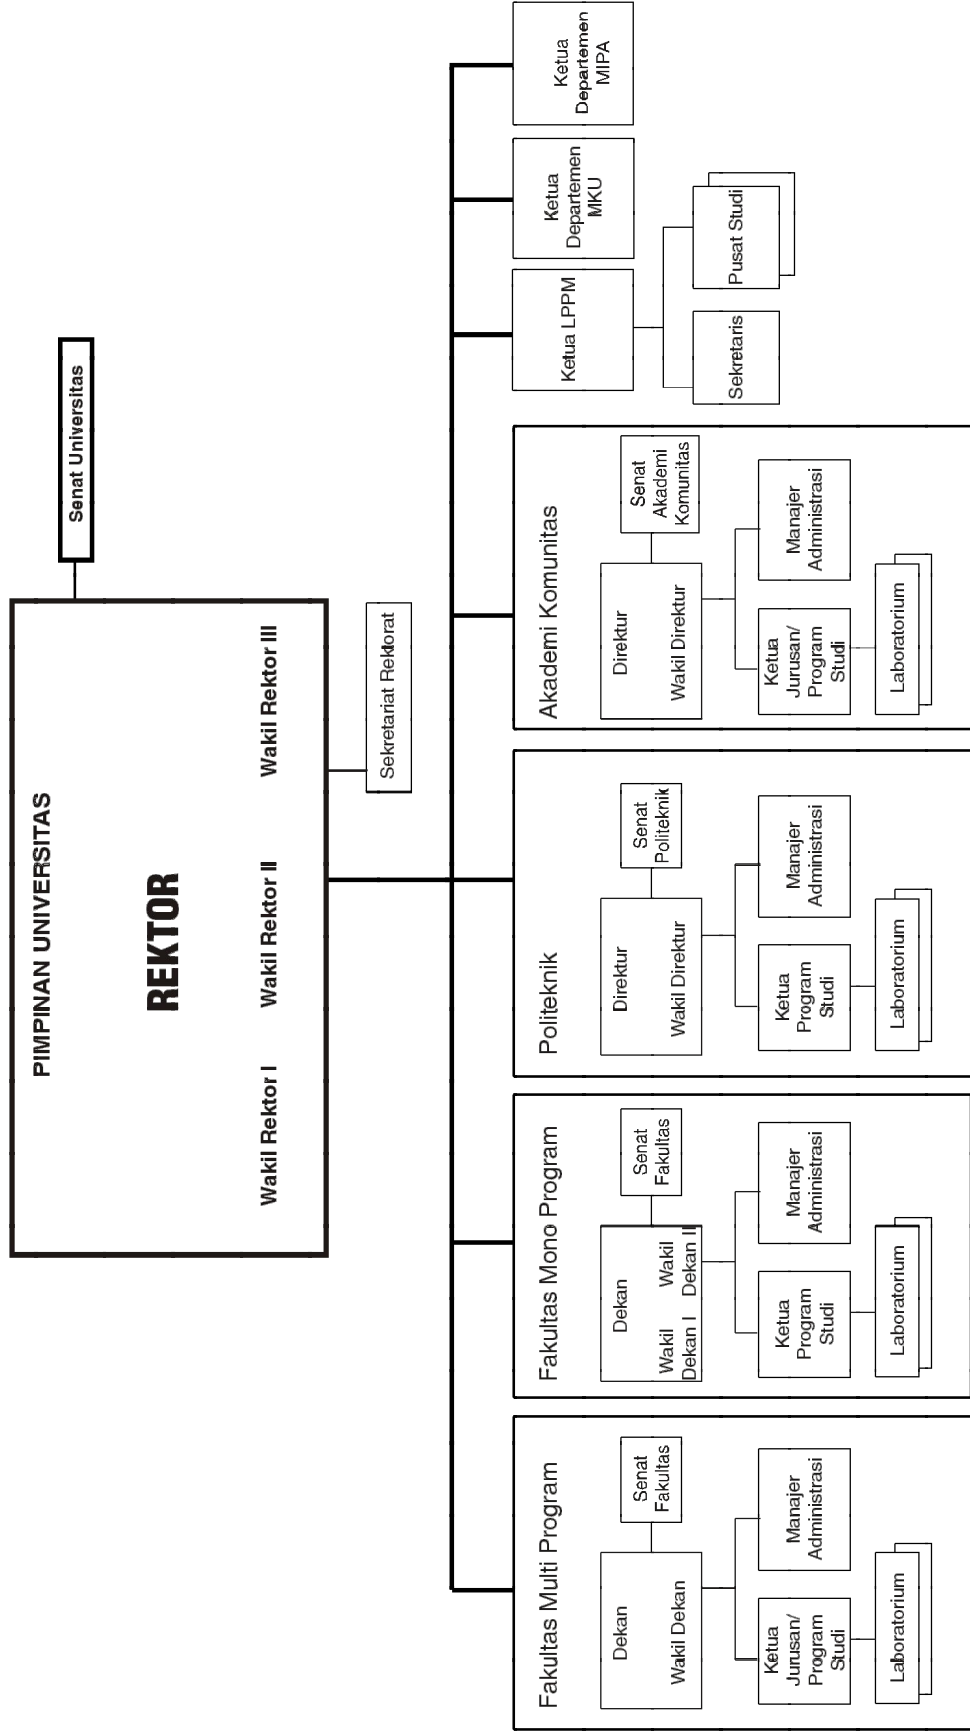 PIMPINAN UNIVERSITAS
REKTOR
Wakil Rektor I
Wakil Rektor II
Wakil Rektor III
Senat Universitas
Sekretariat Rektorat
Fakultas Multi Program
Dekan
Wakil Dekan
Senat
Fakultas
Ketua
Jurusan/
Program
Studi
Manajer
Administrasi
Laboratorium
Fakultas Mono Program
Dekan
Wakil
Dekan I
Wakil
Dekan II
Senat
Fakultas
Ketua
Program
Studi
Manajer
Administrasi
Laboratorium
Politeknik
Direktur
Wakil Direktur
Senat
Politeknik
Ketua
Program
Studi
Manajer
Administrasi
Laboratorium
Akademi Komunitas
Direktur
Wakil Direktur
Senat
Akademi
Komunitas
Ketua
Jurusan/
Program
Studi
Manajer
Administrasi
Laboratorium
Ketua LPPM
Sekretaris
Pusat Studi
Ketua
Departemen
MKU
Ketua
Departemen
MIPA